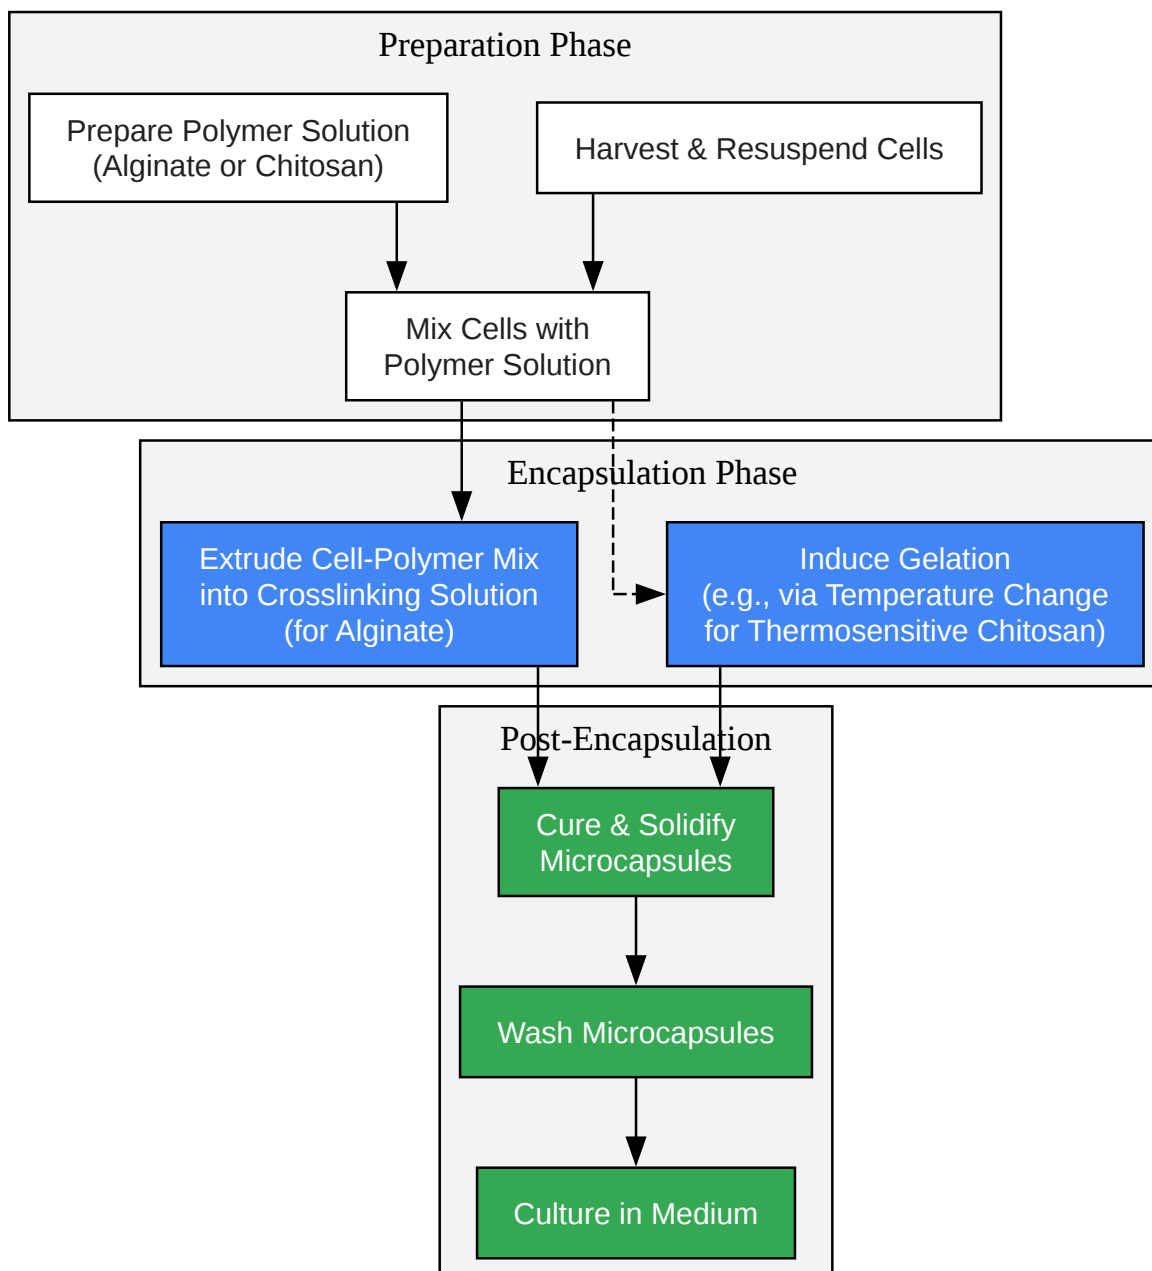 Preparation Phase
Prepare Polymer Solution
(Alginate or Chitosan)
Harvest & Resuspend Cells
Mix Cells with
Polymer Solution
Encapsulation Phase
Extrude Cell-Polymer Mix
into Crosslinking Solution
(for Alginate)
Induce Gelation
(e.g., via Temperature Change
for Thermosensitive Chitosan)
Post-Encapsulation
Cure & Solidify
Microcapsules
Wash Microcapsules
Culture in Medium